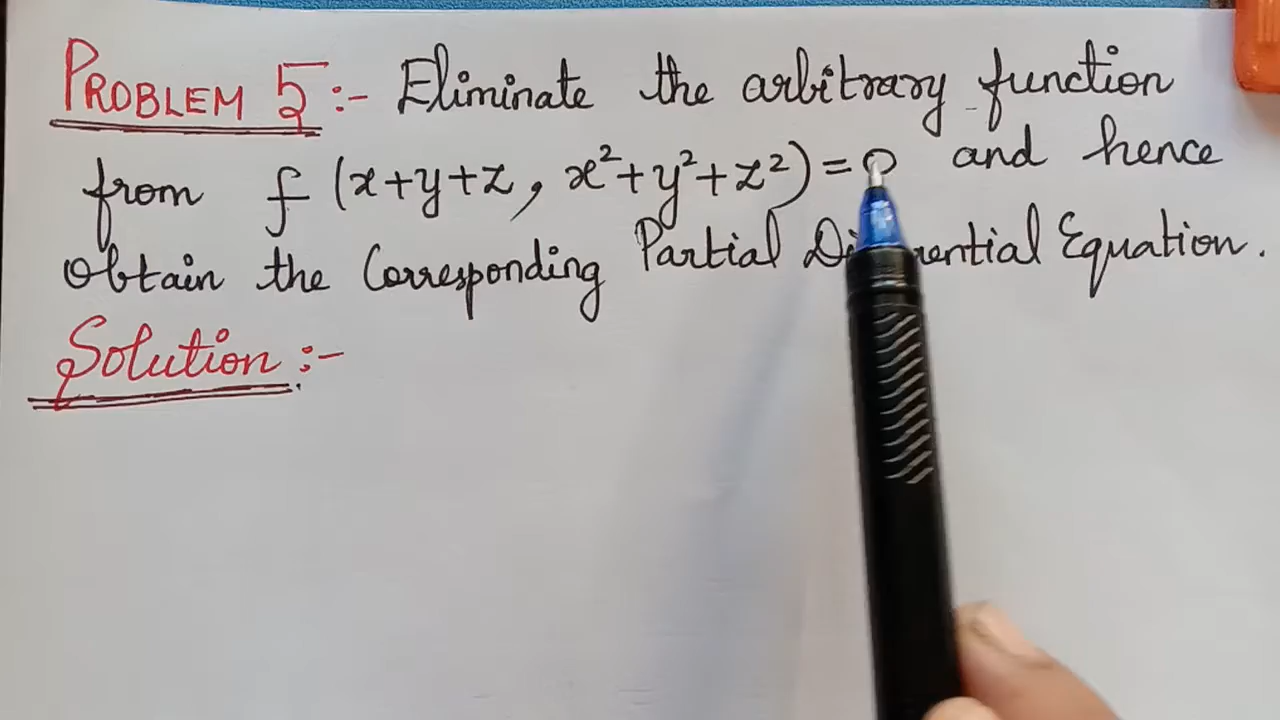 PROBLEM 5:- Eliminate the arbitrary function
from f (x+y+z, x²+y²+z²)=0 and hence
Obtain the Corresponding Partial Equation.
Solution:-